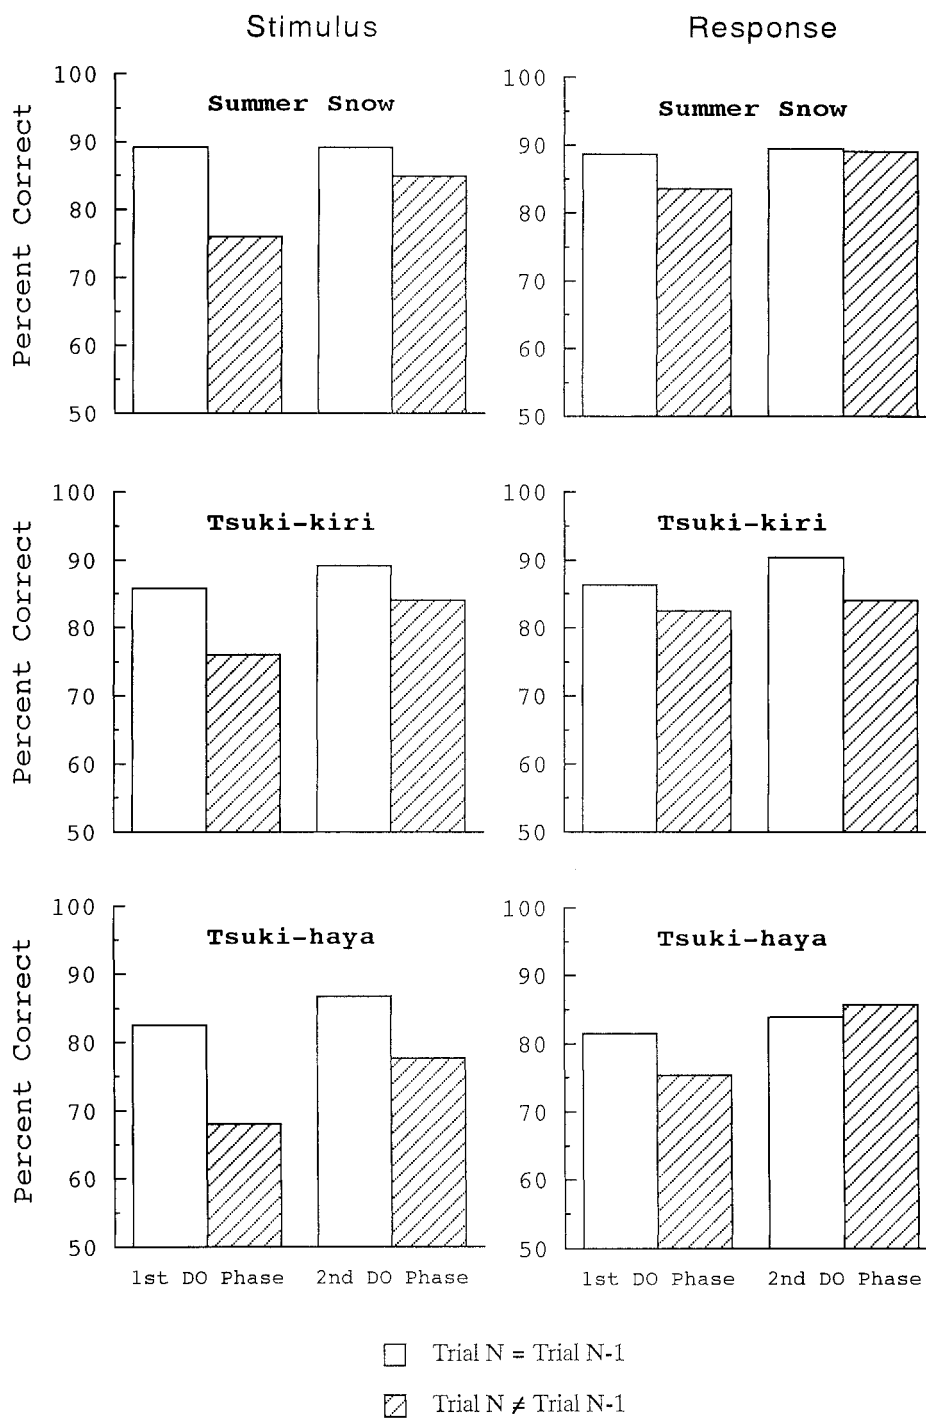 Stimulus
Response
Percent Correct
100
90
80
70
60
50
Summer Snow
100
90
80
70
60
50
Summer Snow
Percent Correct
100
90
80
70
60
50
Tsuki-kiri
100
90
80
70
60
50
Tsuki-kiri
Percent Correct
100
90
80
70
60
50
Tsuki-haya
1st DO Phase
2nd DO Phase
100
90
80
70
60
50
Tsuki-haya
1st DO Phase
2nd DO Phase
Trial N = Trial N-1
Trial N ≠ Trial N-1